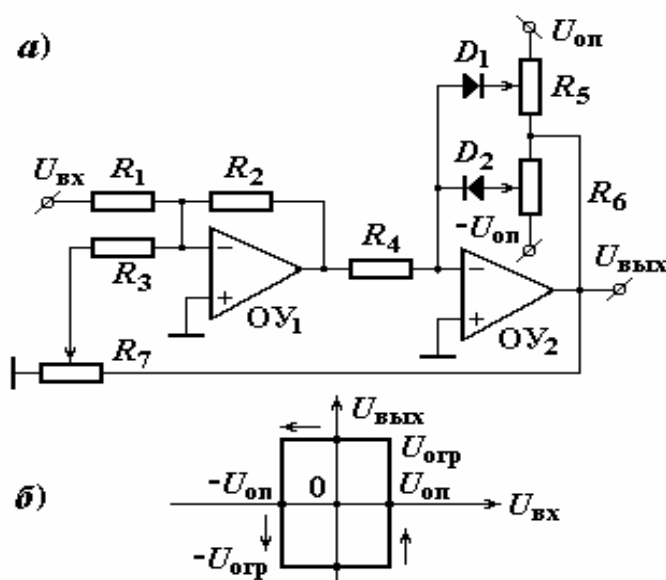 а)
Uоп
D1
R5
Uвх
R1
R2
D2
R6
-Uоп
R3
R4
Uвых
−
+
ОУ1
−
+
ОУ2
R7
б)
Uвых
Uогр
-Uоп
0
Uоп
Uвх
-Uогр